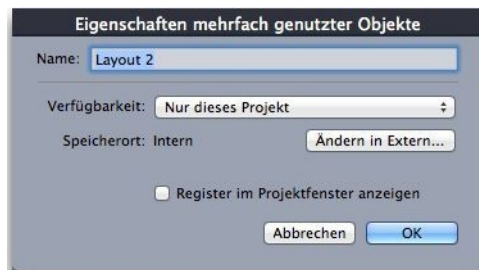 Eigenschaften mehrfach genutzter Objekte
Name: Layout 2
Verfügbarkeit: Nur dieses Projekt
Speicherort: Intern Ändern in Extern...
Register im Projektfenster anzeigen
Abbrechen OK